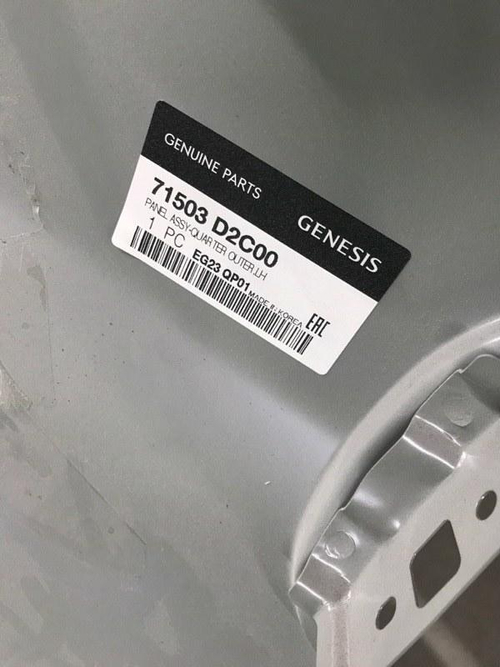 GENUINE PARTS
GENESIS
71503 D2C00
PANEL ASSY-QUARTER OUTER,LH
1 PC
EG23 QP01 MADE IN KOREA EAC